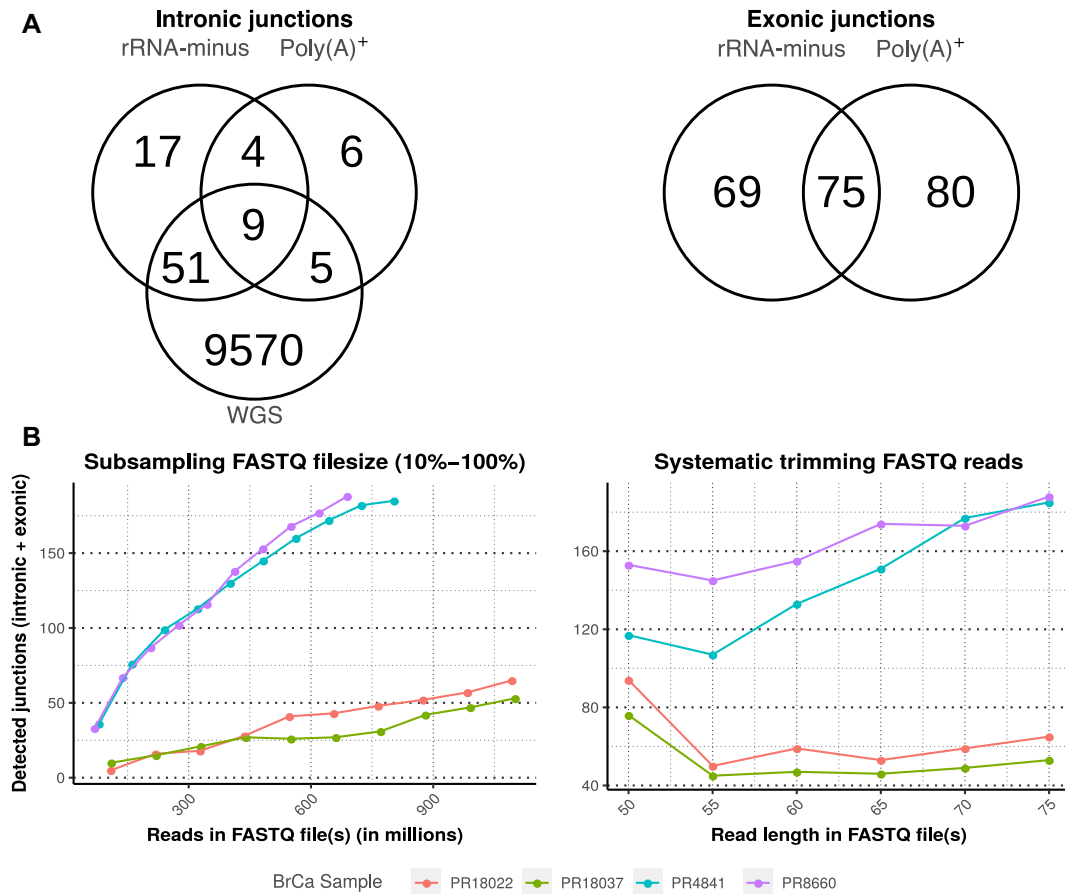 A
Intronic junctions
rRNA-minus Poly(A)+
17 4 6
9
51 5
9570
WGS
Exonic junctions
rRNA-minus Poly(A)+
69 75 80
B
Subsampling FASTQ filesize (10%−100%)
Detected junctions (intronic + exonic)
150
100
50
0
300 600 900
Reads in FASTQ file(s) (in millions)
Systematic trimming FASTQ reads
160
120
80
40
50 55 60 65 70 75
Read length in FASTQ file(s)
BrCa Sample PR18022 PR18037 PR4841 PR8660